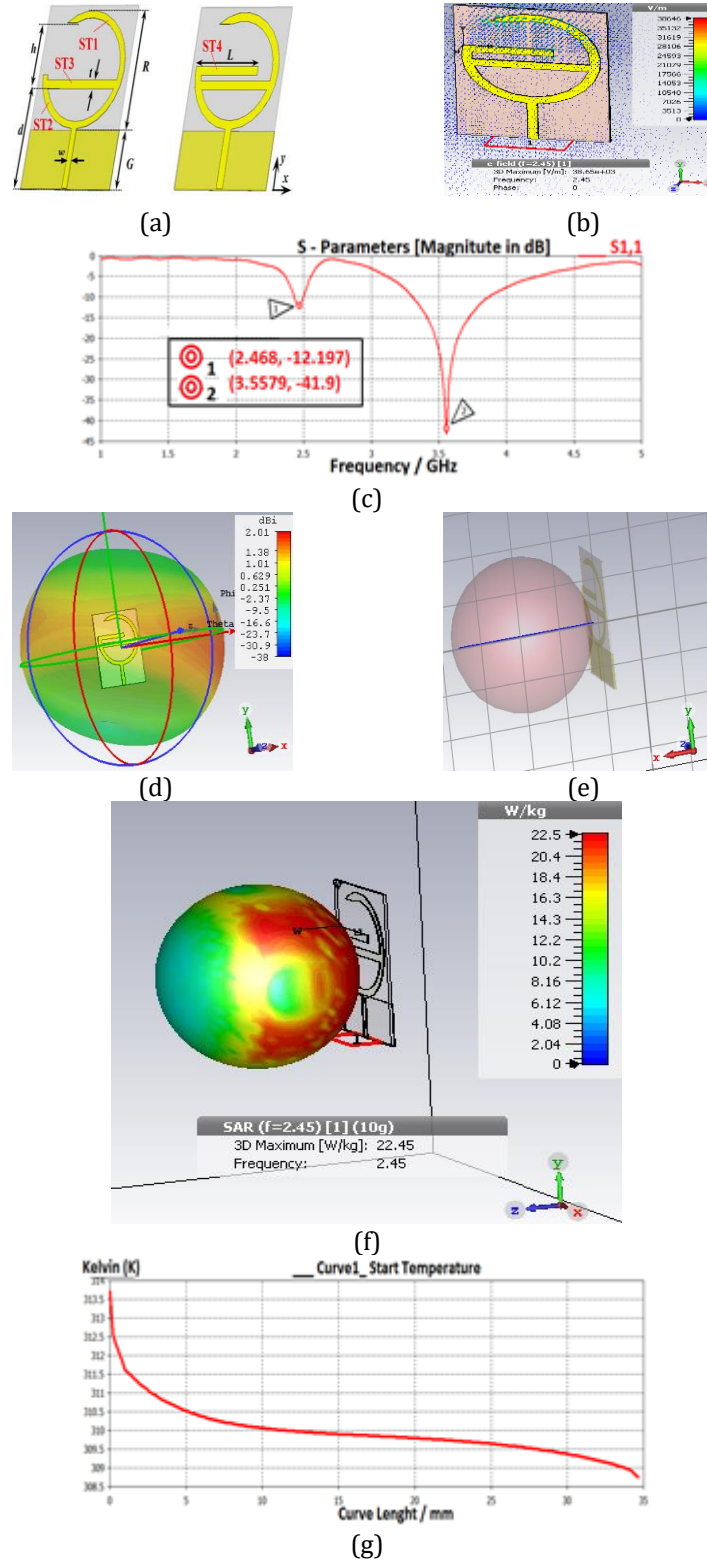 ST1
h
ST3
t
R
ST2
d
w
G
ST4
L
y
x
(a)
V/m
38646
35132
31619
28106
24593
21079
17566
14053
10540
7026
3513
0
1
e-field (f=2.45) [1]
3D Maximum [V/m]: 38.65e+03
Frequency: 2.45
Phase: 0
y
x
(b)
S - Parameters [Magnitute in dB] ___ S1,1
0
-5
-10
-15
-20
-25
-30
-35
-40
-45
1
2
1 (2.468, -12.197)
2 (3.5579, -41.9)
1 1.5 2 2.5 3 3.5 4 4.5 5
Frequency / GHz
(c)
dBi
2.01
1.38
1.01
0.629
0.251
-2.37
-9.5
-16.6
-23.7
-30.9
-38
Phi
Theta
y
z
x
(d)
y
z
x
(e)
W/kg
22.5
20.4
18.4
16.3
14.3
12.2
10.2
8.16
6.12
4.08
2.04
0
W
SAR (f=2.45) [1] (10g)
3D Maximum [W/kg]: 22.45
Frequency: 2.45
y
z
x
(f)
Kelvin (K)
___ Curve1_ Start Temperature
314
313.5
313
312.5
312
311.5
311
310.5
310
309.5
309
308.5
0 5 10 15 20 25 30 35
Curve Lenght / mm
(g)